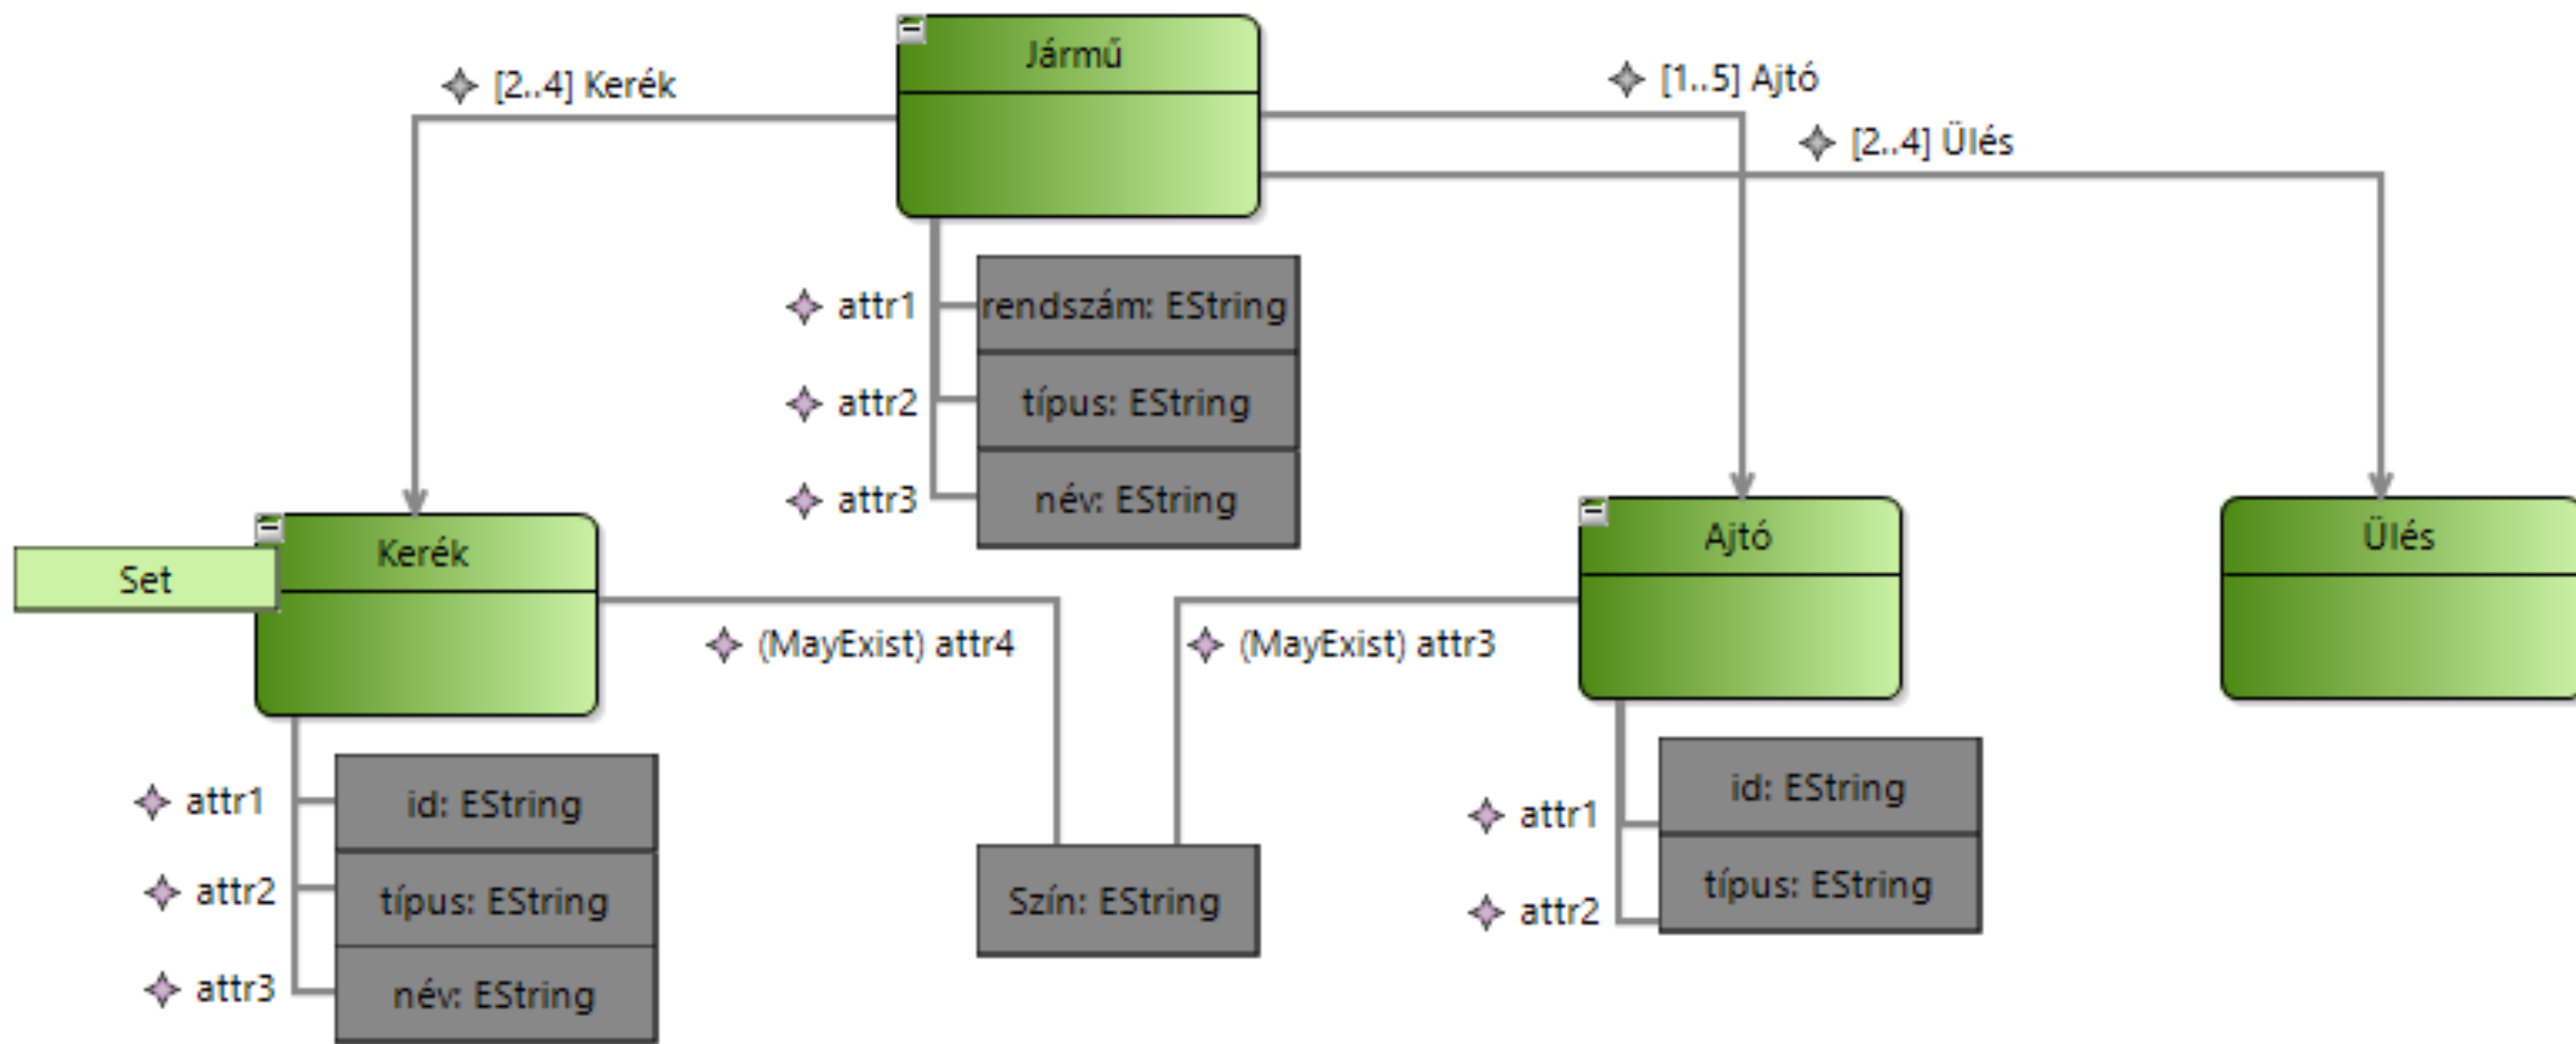 Jármű
[2..4] Kerék
[1..5] Ajtó
[2..4] Ülés
attr1
rendszám: EString
attr2
típus: EString
attr3
név: EString
Set
Kerék
Ajtó
Ülés
(MayExist) attr4
(MayExist) attr3
attr1
id: EString
attr2
típus: EString
attr3
név: EString
Szín: EString
attr1
id: EString
attr2
típus: EString